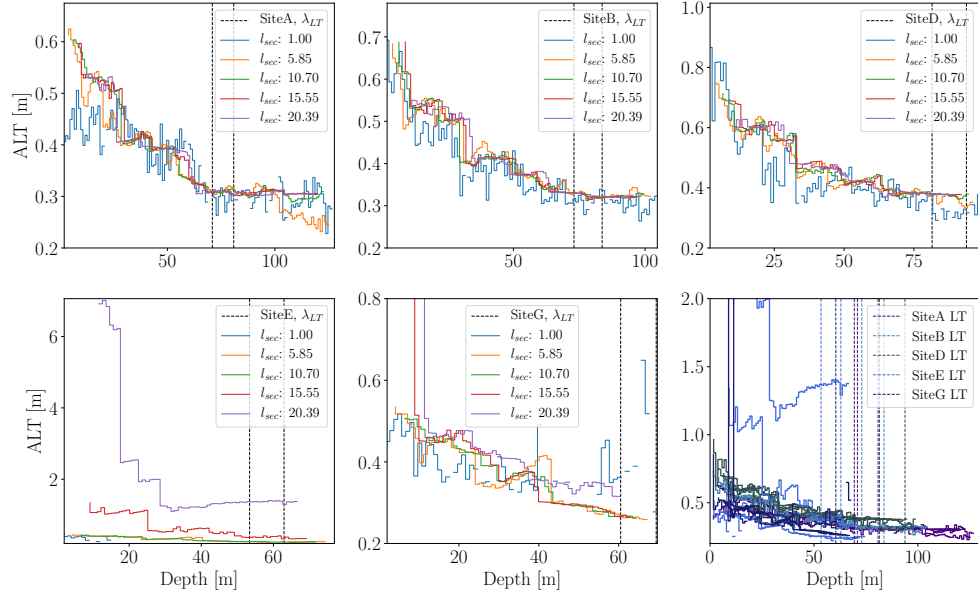 SiteA, λ_LT
l_sec: 1.00
l_sec: 5.85
l_sec: 10.70
l_sec: 15.55
l_sec: 20.39
ALT [m]
0.6
0.5
0.4
0.3
0.2
50
100
SiteB, λ_LT
l_sec: 1.00
l_sec: 5.85
l_sec: 10.70
l_sec: 15.55
l_sec: 20.39
0.7
0.6
0.5
0.4
0.3
0.2
50
100
SiteD, λ_LT
l_sec: 1.00
l_sec: 5.85
l_sec: 10.70
l_sec: 15.55
l_sec: 20.39
1.0
0.8
0.6
0.4
0.2
25
50
75
SiteE, λ_LT
l_sec: 1.00
l_sec: 5.85
l_sec: 10.70
l_sec: 15.55
l_sec: 20.39
ALT [m]
6
4
2
20
40
60
Depth [m]
SiteG, λ_LT
l_sec: 1.00
l_sec: 5.85
l_sec: 10.70
l_sec: 15.55
l_sec: 20.39
0.8
0.6
0.4
0.2
20
40
60
Depth [m]
SiteA LT
SiteB LT
SiteD LT
SiteE LT
SiteG LT
2.0
1.5
1.0
0.5
0
50
100
Depth [m]